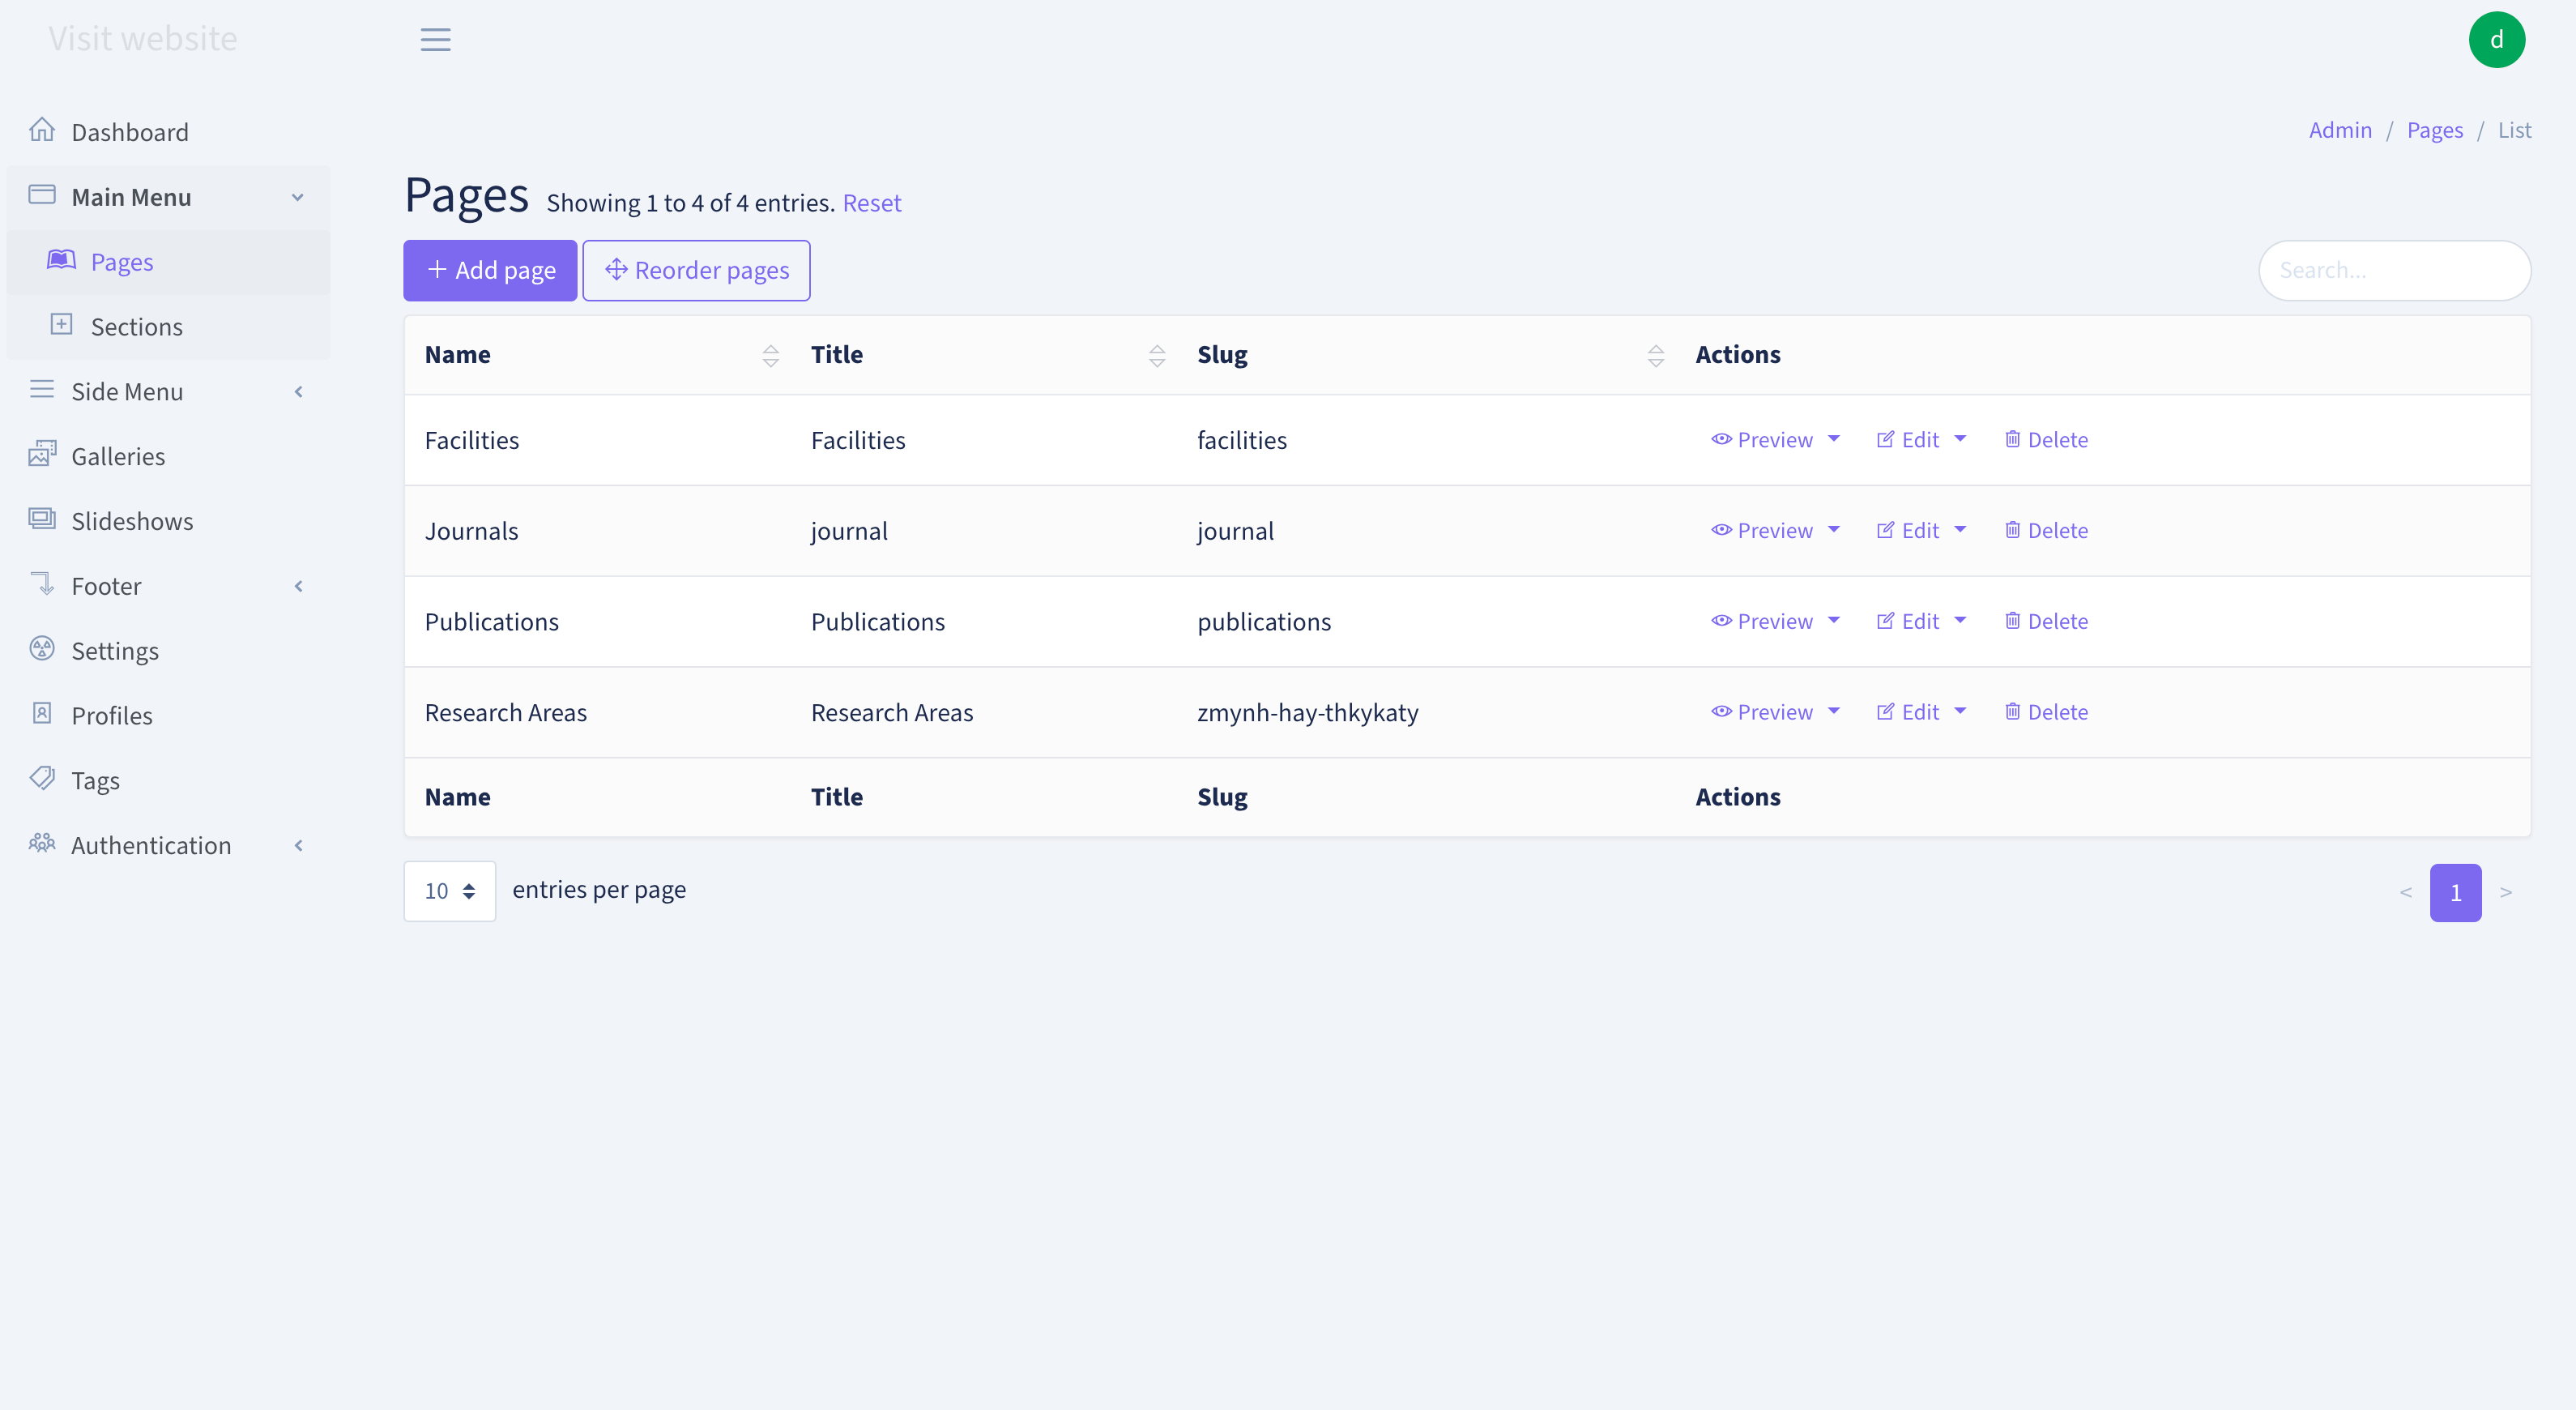 Visit website
d
Dashboard
Main Menu
Pages
Sections
Side Menu
Galleries
Slideshows
Footer
Settings
Profiles
Tags
Authentication
Admin / Pages / List
Pages Showing 1 to 4 of 4 entries. Reset
Add page Reorder pages Search...
Name Title Slug Actions
Facilities Facilities facilities Preview Edit Delete
Journals journal journal Preview Edit Delete
Publications Publications publications Preview Edit Delete
Research Areas Research Areas zmynh-hay-thkykaty Preview Edit Delete
Name Title Slug Actions
10 entries per page < 1 >